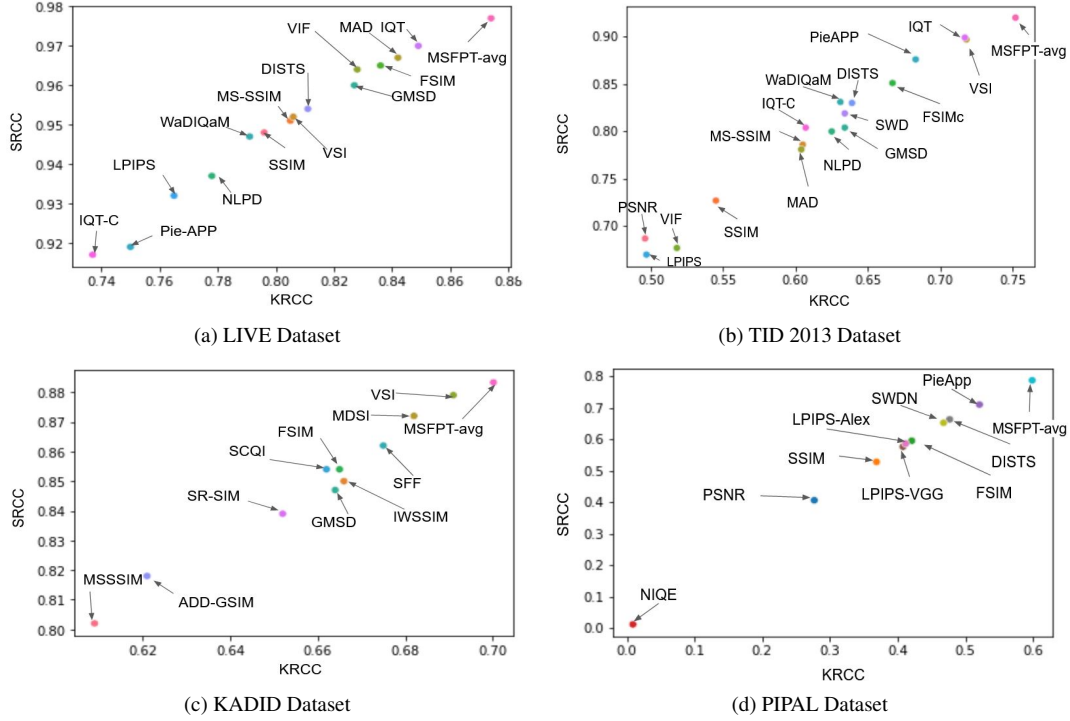 0.98
0.97
0.96
0.95
0.94
0.93
0.92
SRCC
VIF
MAD
IQT
MSFPT-avg
FSIM
GMSD
DISTS
MS-SSIM
WaDIQaM
VSI
SSIM
LPIPS
NLPD
IQT-C
Pie-APP
0.74 0.76 0.78 0.80 0.82 0.84 0.86 0.85
KRCC
(a) LIVE Dataset
0.90
0.85
0.80
0.75
0.70
SRCC
IQT
MSFPT-avg
PieAPP
VSI
WaDIQaM
DISTS
FSIMc
IQT-C
SWD
MS-SSIM
GMSD
NLPD
MAD
SSIM
PSNR
VIF
LPIPS
0.50 0.55 0.60 0.65 0.70 0.75
KRCC
(b) TID 2013 Dataset
0.88
0.87
0.86
0.85
0.84
0.83
0.82
0.81
0.80
SRCC
VSI
MDSI
MSFPT-avg
FSIM
SCQI
SFF
SR-SIM
IWSSIM
GMSD
MSSSIM
ADD-GSIM
0.62 0.64 0.66 0.68 0.70
KRCC
(c) KADID Dataset
0.8
0.7
0.6
0.5
0.4
0.3
0.2
0.1
0.0
SRCC
PieApp
SWDN
MSFPT-avg
LPIPS-Alex
SSIM
DISTS
LPIPS-VGG
FSIM
PSNR
NIQE
0.0 0.1 0.2 0.3 0.4 0.5 0.6
KRCC
(d) PIPAL Dataset